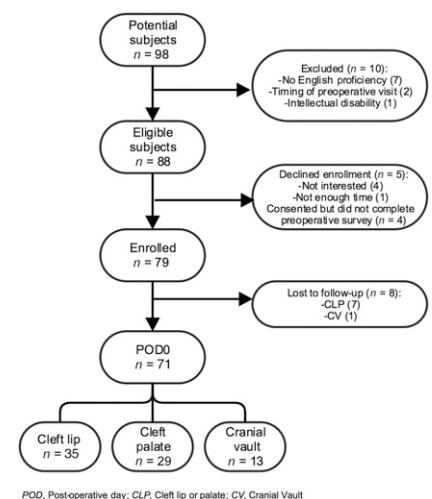 Potential
subjects
n = 98
Excluded (n = 10):
-No English proficiency (7)
-Timing of preoperative visit (2)
-Intellectual disability (1)
Eligible
subjects
n = 88
Declined enrollment (n = 5):
-Not interested (4)
-Not enough time (1)
Consented but did not complete
preoperative survey (n = 4)
Enrolled
n = 79
Lost to follow-up (n = 8):
-CLP (7)
-CV (1)
POD0
n = 71
Cleft lip
n = 35
Cleft
palate
n = 29
Cranial
vault
n = 13
POD, Post-operative day; CLP, Cleft lip or palate; CV, Cranial Vault